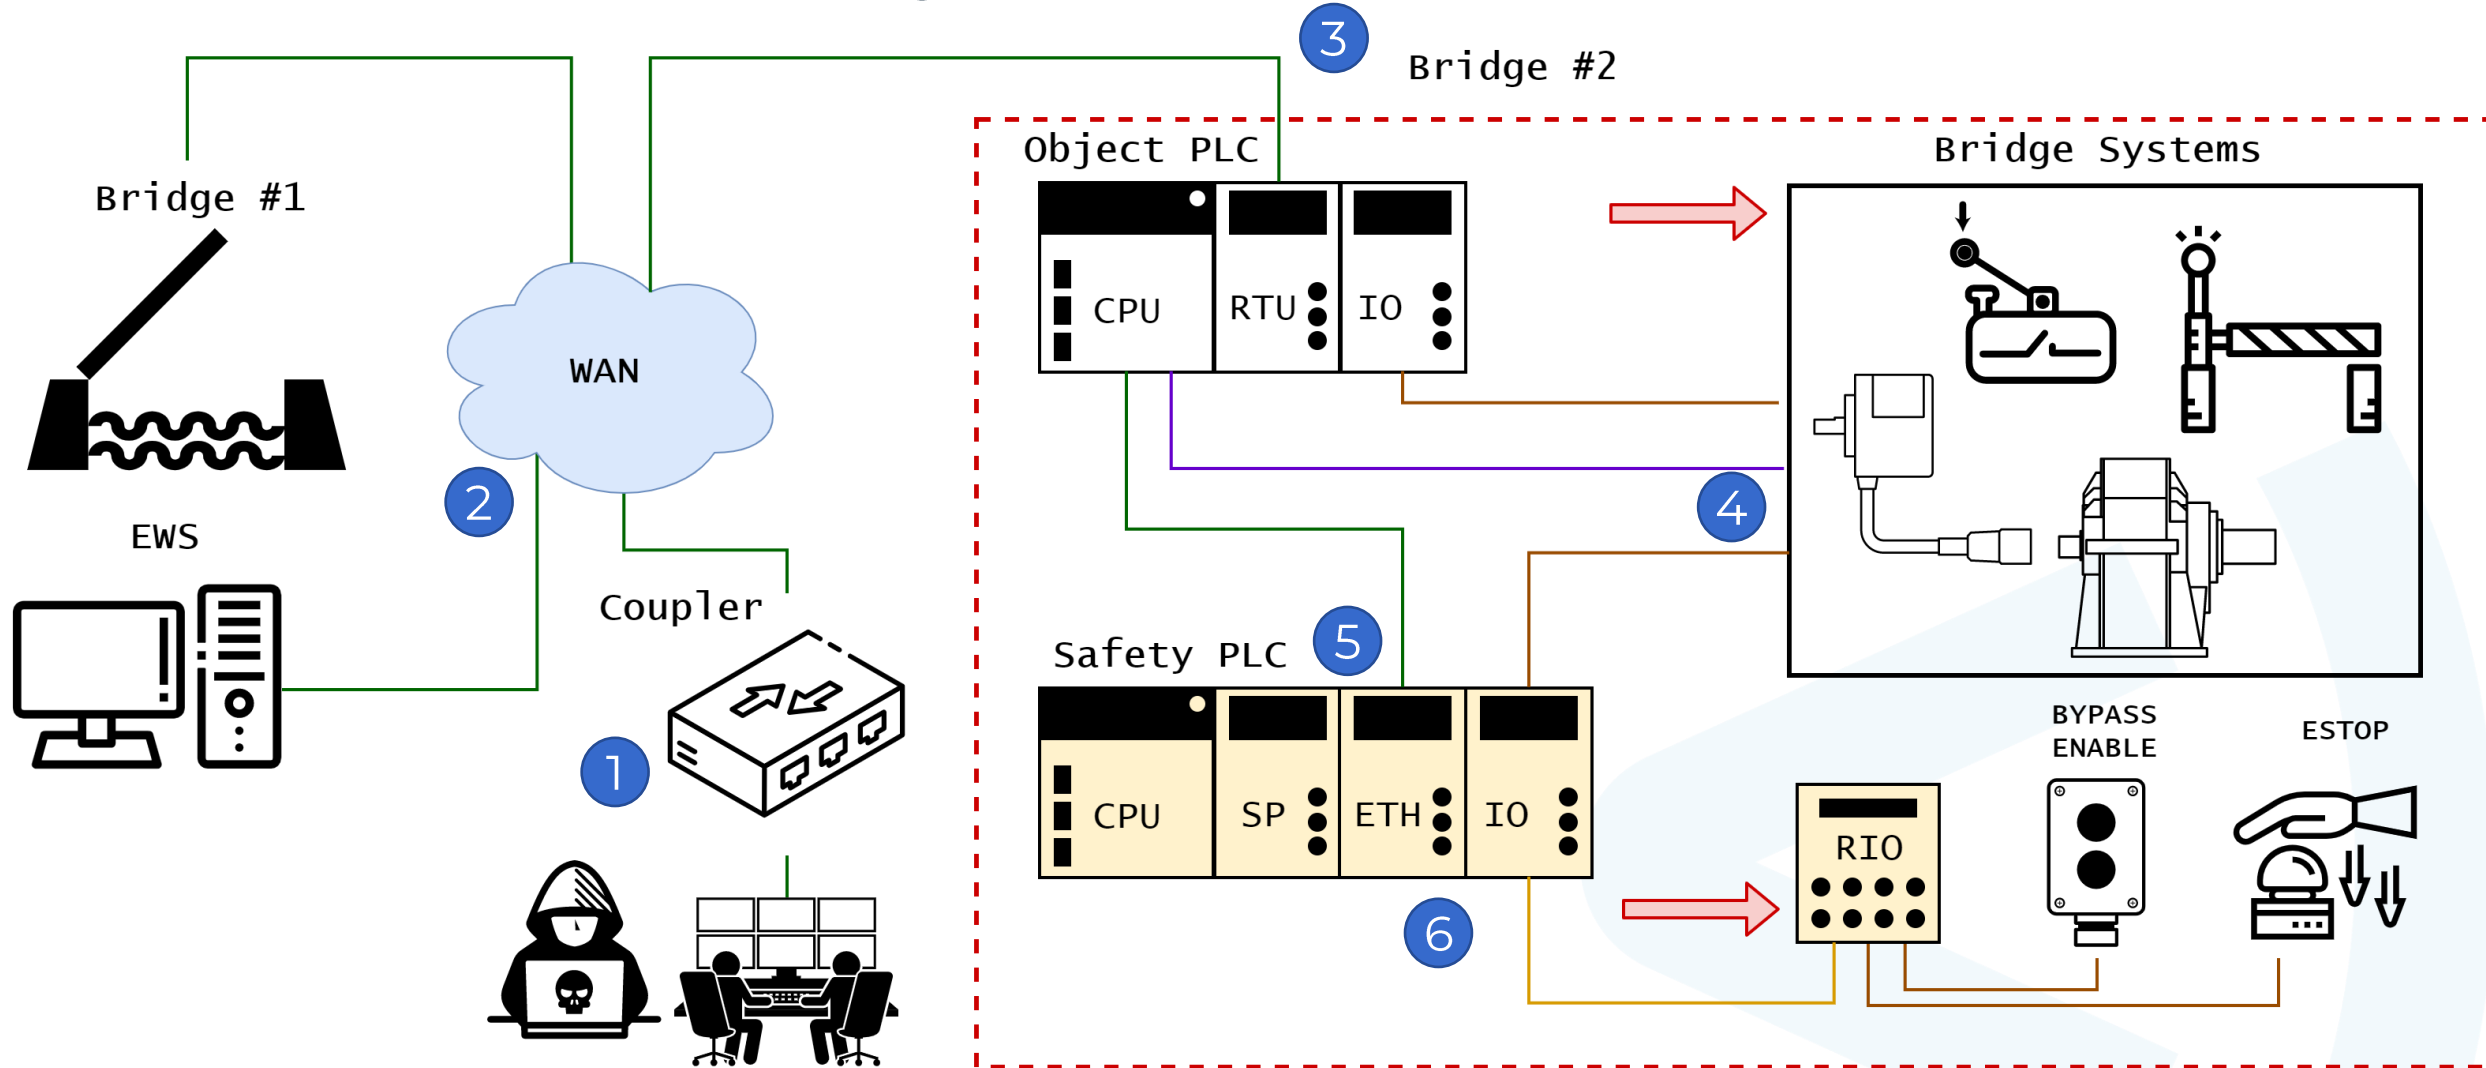 3
Bridge #2
Object PLC
Bridge Systems
Bridge #1
CPU
RTU
IO
WAN
2
4
EWS
Coupler
Safety PLC
5
1
CPU
SP
ETH
IO
BYPASS
ENABLE
ESTOP
RIO
6